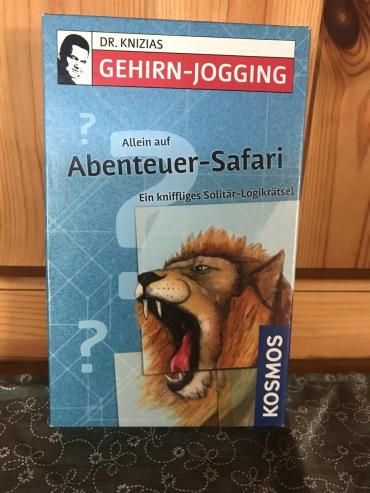 DR. KNIZIAS
GEHIRN-JOGGING
?
Allein auf
?
Abenteuer-Safari
Ein kniffliges Solitär-Logikrätsel
?
KOSMOS